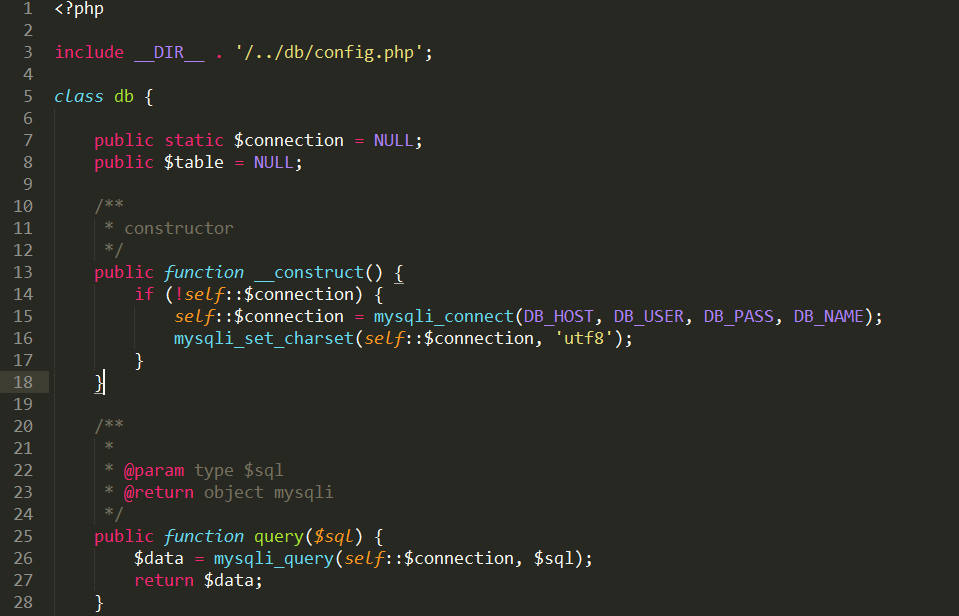 1 <?php
2
3 include __DIR__ . '/../db/config.php';
4
5 class db {
6
7     public static $connection = NULL;
8     public $table = NULL;
9
10     /**
11      * constructor
12      */
13     public function __construct() {
14         if (!self::$connection) {
15             self::$connection = mysqli_connect(DB_HOST, DB_USER, DB_PASS, DB_NAME);
16             mysqli_set_charset(self::$connection, 'utf8');
17         }
18     }
19
20     /**
21      *
22      * @param type $sql
23      * @return object mysqli
24      */
25     public function query($sql) {
26         $data = mysqli_query(self::$connection, $sql);
27         return $data;
28     }